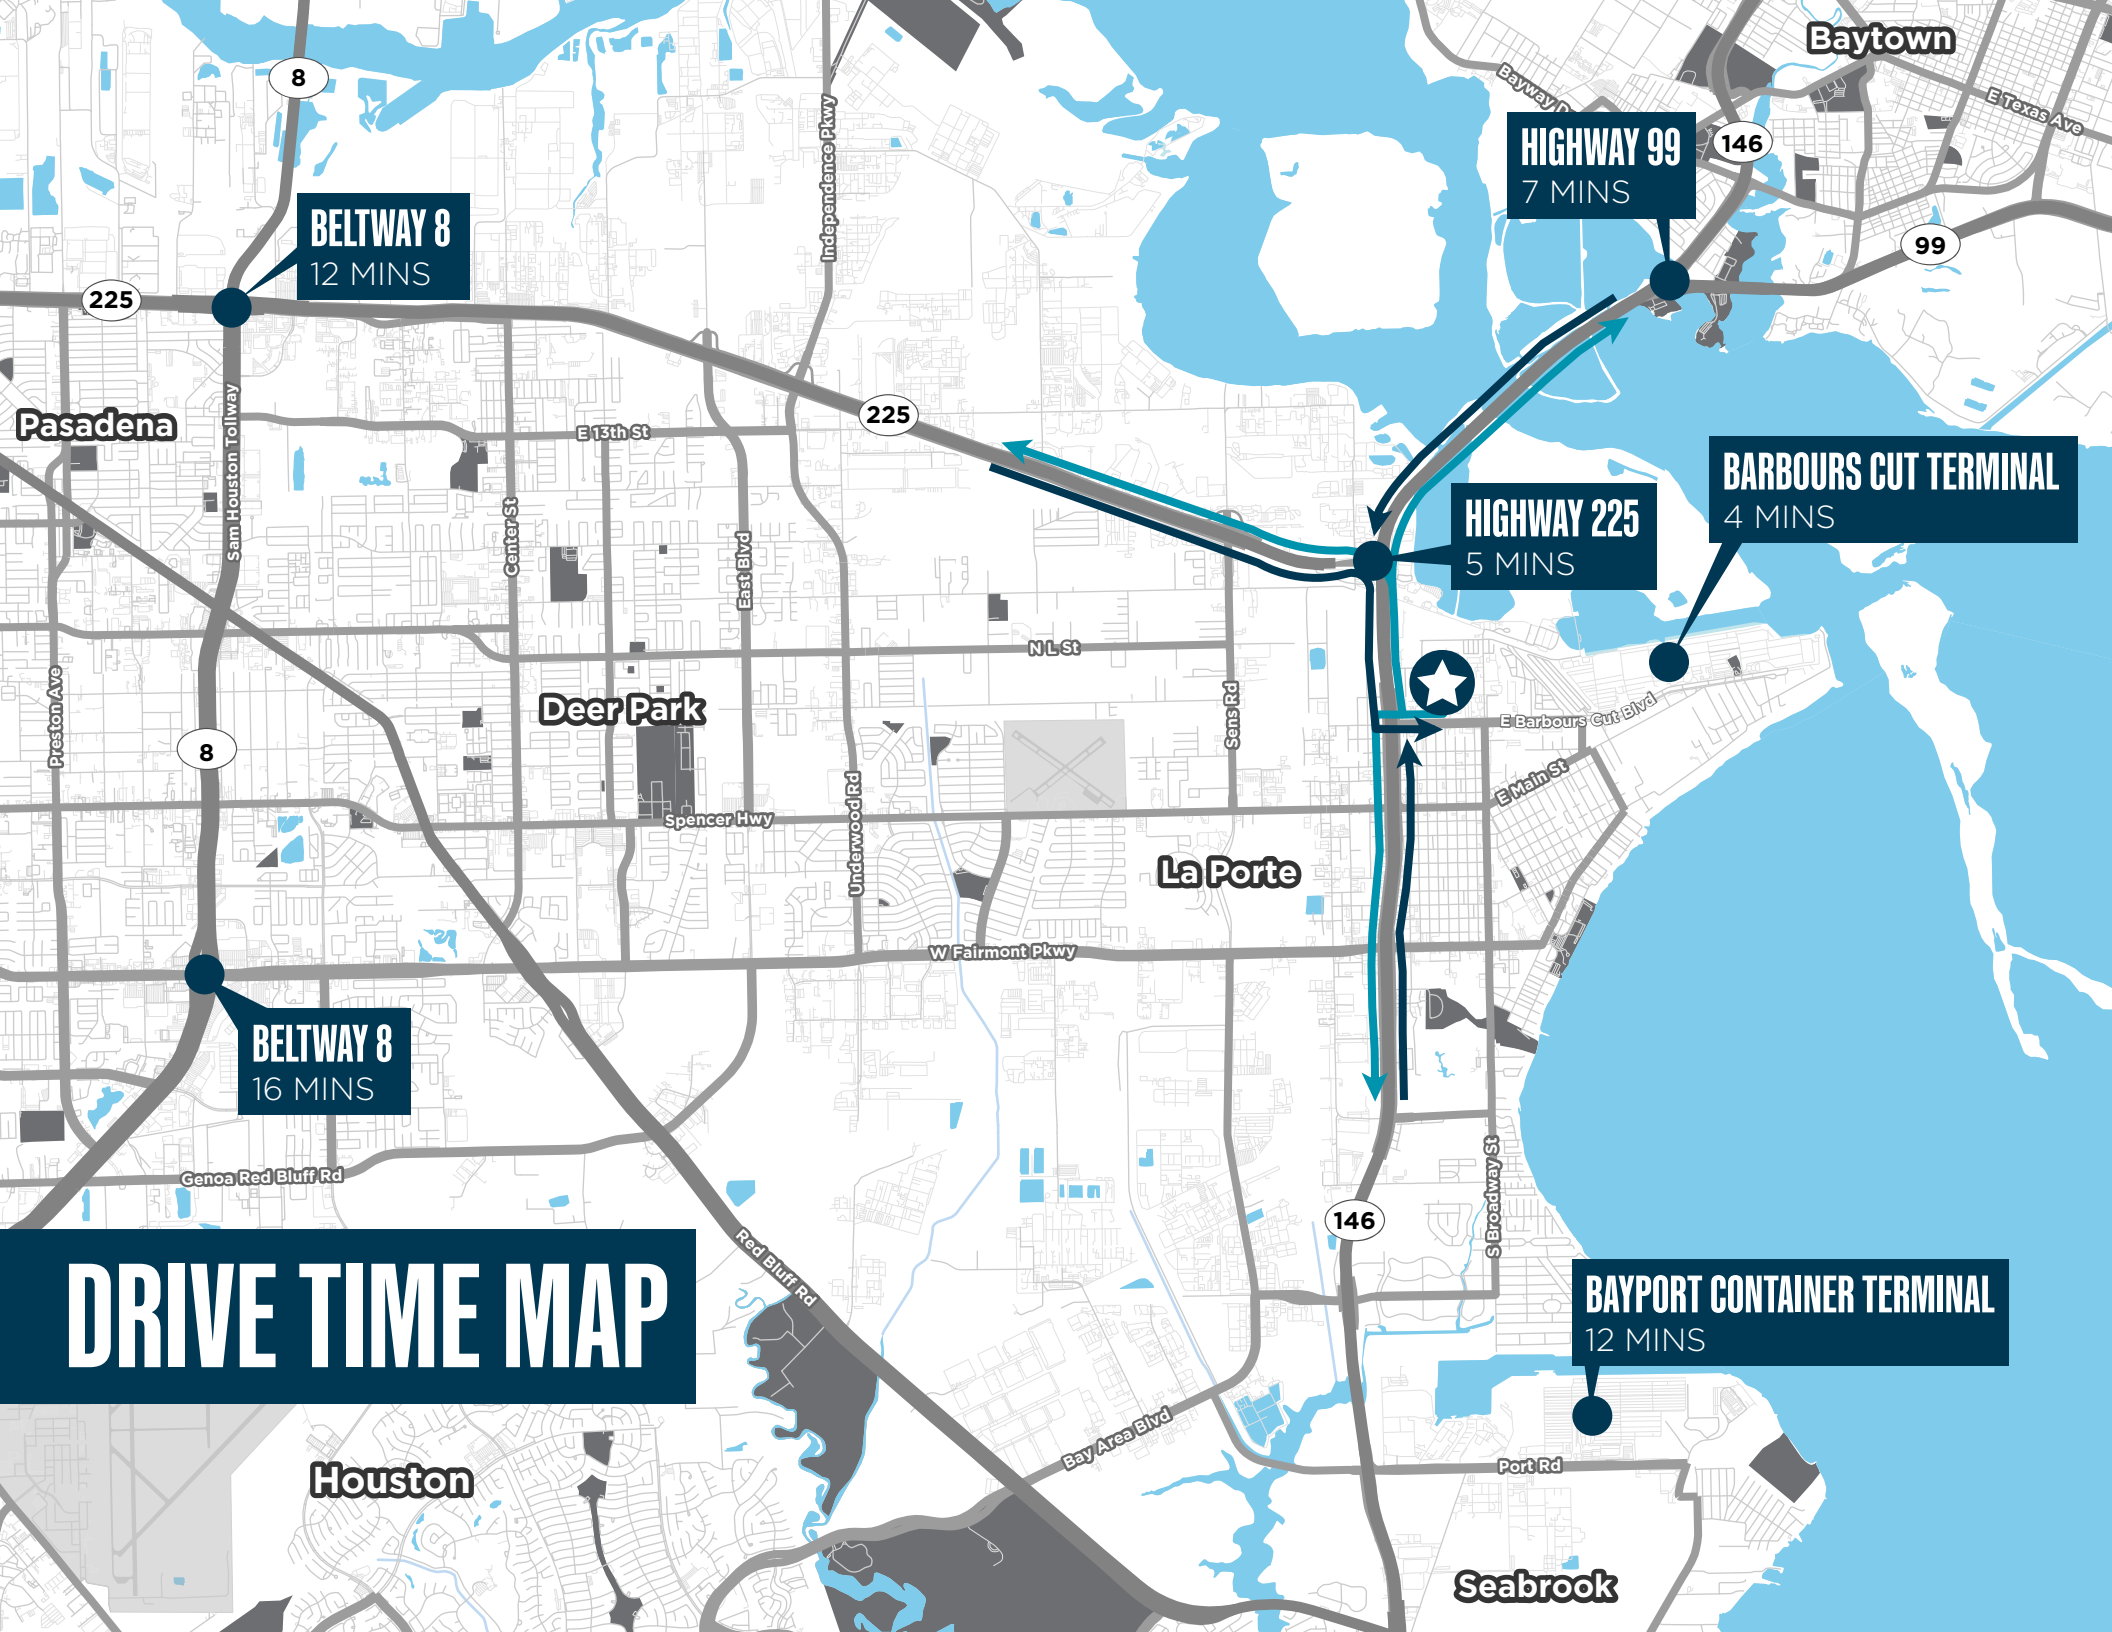 Baytown
8
Bayway D
E Texas Ave
Independence Pkwy
HIGHWAY 99
7 MINS
146
BELTWAY 8
12 MINS
99
225
Pasadena
Sam Houston Tollway
225
E 13th St
BARBOURS CUT TERMINAL
4 MINS
HIGHWAY 225
5 MINS
Center St
East Blvd
N L St
Preston Ave
Deer Park
Sens Rd
E Barbours Cut Blvd
8
E Main St
Spencer Hwy
Underwood Rd
La Porte
W Fairmont Pkwy
BELTWAY 8
16 MINS
Genoa Red Bluff Rd
S Broadway St
146
Red Bluff Rd
DRIVE TIME MAP
BAYPORT CONTAINER TERMINAL
12 MINS
Bay Area Blvd
Port Rd
Houston
Seabrook